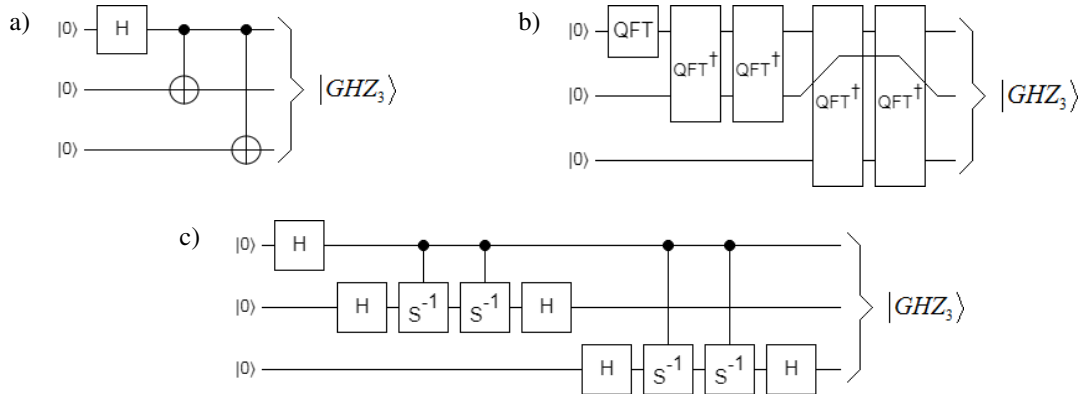 a)
|0⟩ H
|0⟩
|0⟩
|GHZ₃⟩
b)
|0⟩ QFT
|0⟩ QFT† QFT† QFT† QFT†
|0⟩
|GHZ₃⟩
c)
|0⟩ H
|0⟩ H S⁻¹ S⁻¹ H
|0⟩ H S⁻¹ S⁻¹ H
|GHZ₃⟩